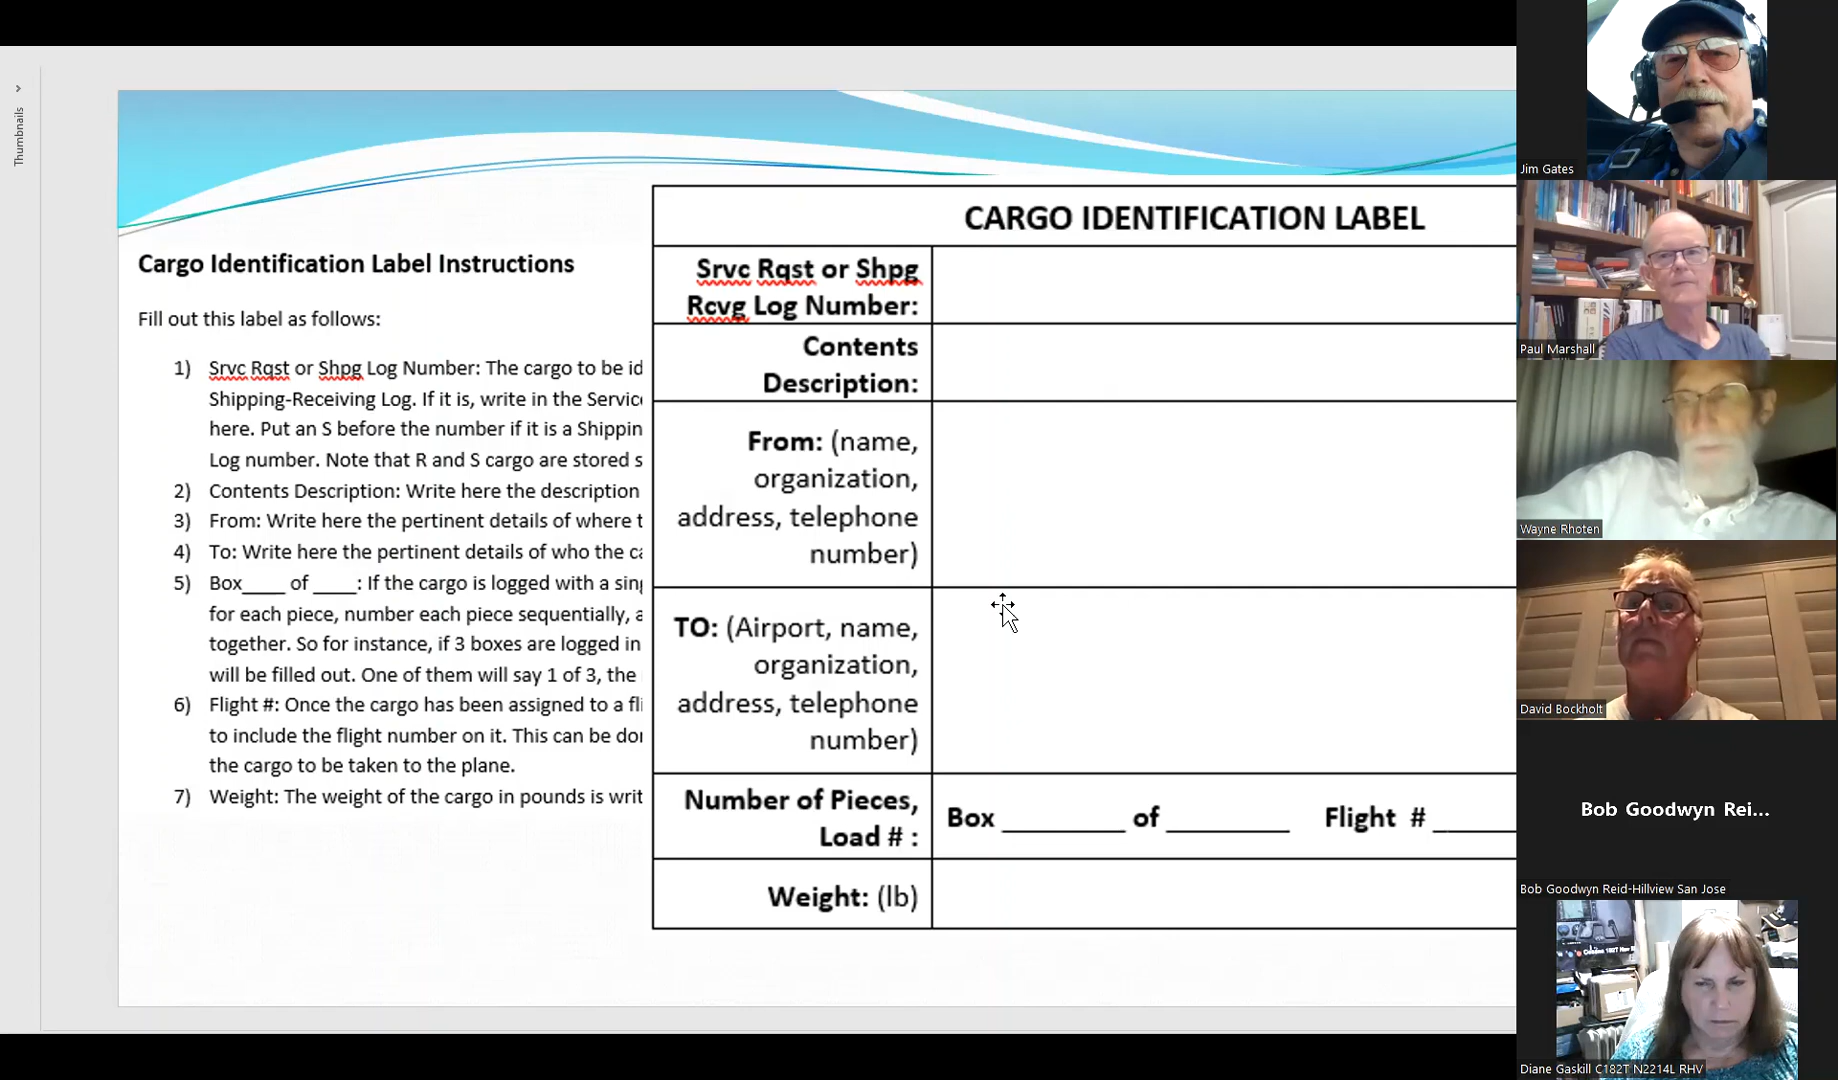 Thumbnails
Cargo Identification Label Instructions
Fill out this label as follows:
1) Srvc Rqst or Shpg Log Number: The cargo to be id
Shipping-Receiving Log. If it is, write in the Service
here. Put an S before the number if it is a Shippin
Log number. Note that R and S cargo are stored s
2) Contents Description: Write here the description
3) From: Write here the pertinent details of where t
4) To: Write here the pertinent details of who the ca
5) Box____ of ____: If the cargo is logged with a sing
for each piece, number each piece sequentially, a
together. So for instance, if 3 boxes are logged in
will be filled out. One of them will say 1 of 3, the
6) Flight #: Once the cargo has been assigned to a fli
to include the flight number on it. This can be don
the cargo to be taken to the plane.
7) Weight: The weight of the cargo in pounds is writ
CARGO IDENTIFICATION LABEL
Srvc Rqst or Shpg
Rcvg Log Number:
Contents
Description:
From: (name,
organization,
address, telephone
number)
TO: (Airport, name,
organization,
address, telephone
number)
Number of Pieces,
Load # :
Box ________ of ________ Flight # _____
Weight: (lb)
Jim Gates
Paul Marshall
Wayne Rhoten
David Bockholt
Bob Goodwyn Rei...
Bob Goodwyn Reid-Hillview San Jose
Diane Gaskill C182T N2214L RHV